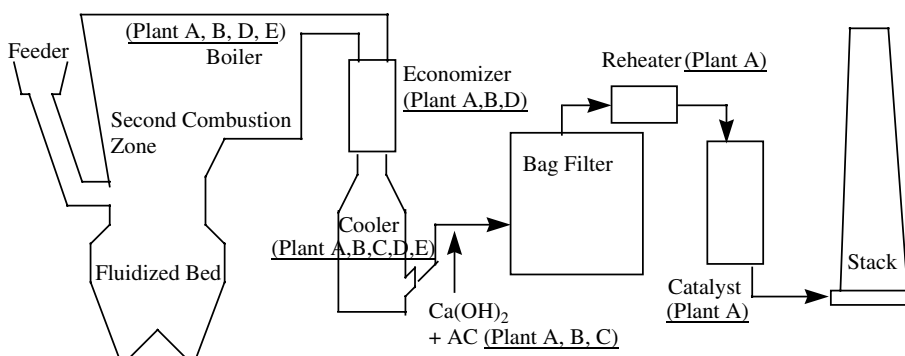 Feeder
(Plant A, B, D, E)
Boiler
Second Combustion
Zone
Fluidized Bed
Economizer
(Plant A,B,D)
Cooler
(Plant A,B,C,D,E)
Ca(OH)₂
+ AC (Plant A, B, C)
Bag Filter
Reheater (Plant A)
Catalyst
(Plant A)
Stack